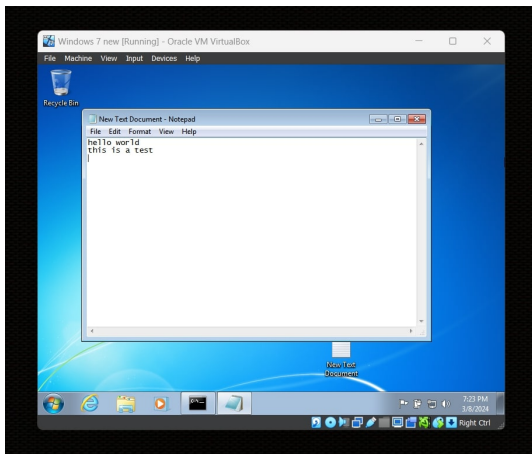 Windows 7 new [Running] - Oracle VM VirtualBox
File Machine View Input Devices Help
Recycle Bin
New Text Document - Notepad
File Edit Format View Help
hello world
this is a test
New Text
Document
7:23 PM
3/8/2024
Right Ctrl